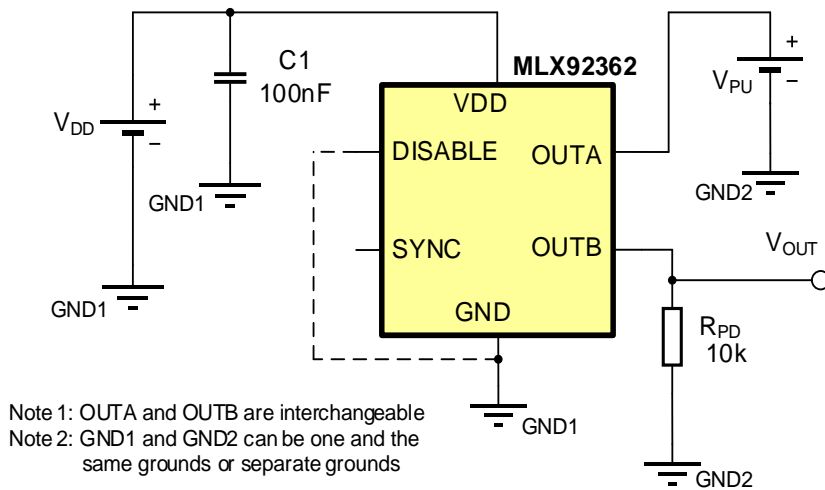 C1
100nF
MLX92362
+
VPU
−
VDD
+
VDD
−
DISABLE
OUTA
GND1
GND2
SYNC
OUTB
VOUT
GND1
GND
RPD
10k
Note 1: OUTA and OUTB are interchangeable
GND1
Note 2: GND1 and GND2 can be one and the
same grounds or separate grounds
GND2